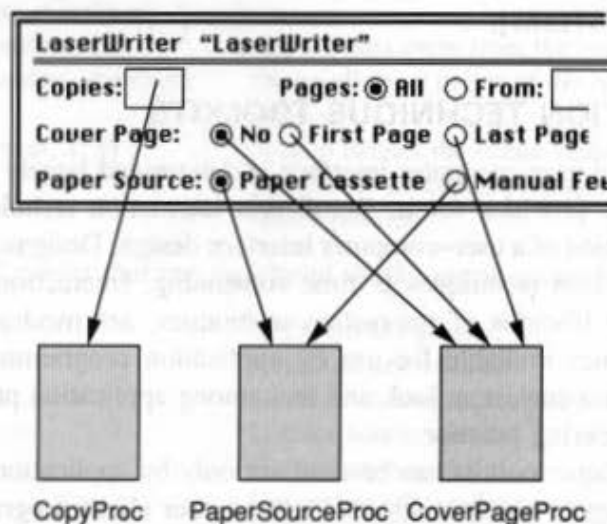 LaserWriter “LaserWriter”
Copies: Pages: All From:
Cover Page: No First Page Last Page
Paper Source: Paper Cassette Manual
CopyProc PaperSourceProc CoverPageProc